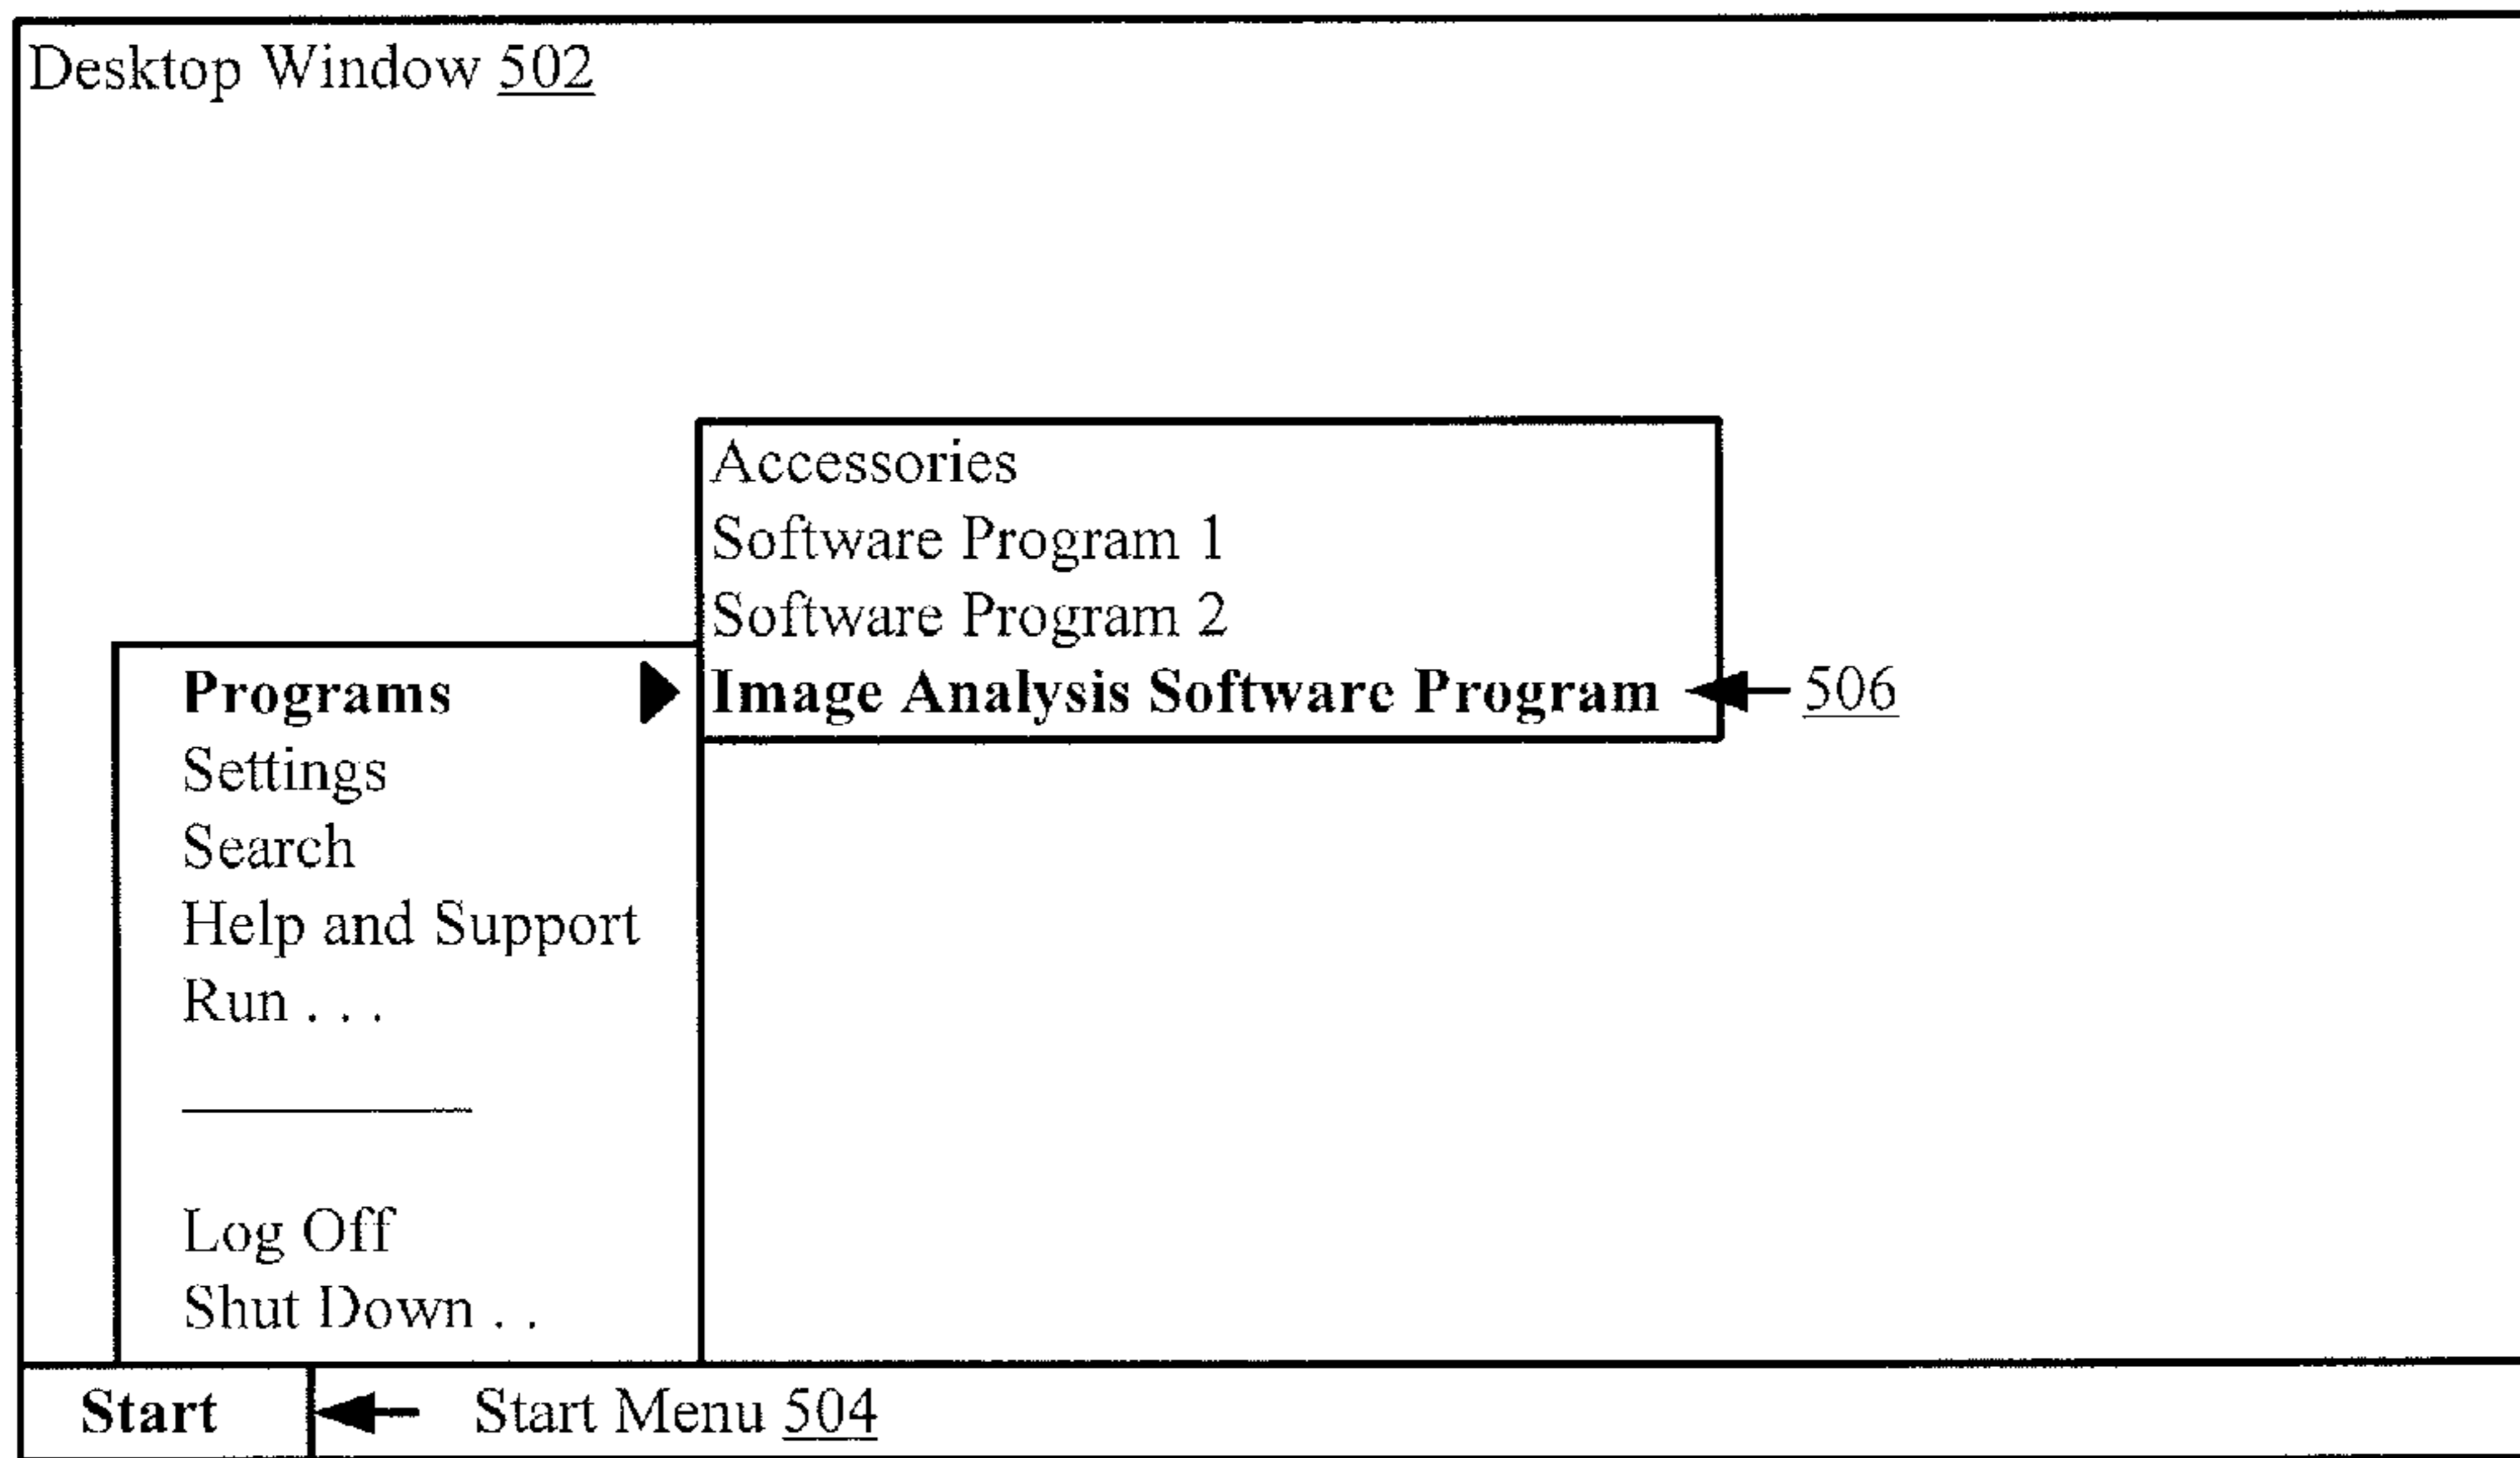 Desktop Window 502
Accessories
Software Program 1
Software Program 2
Programs
Image Analysis Software Program
506
Settings
Search
Help and Support
Run . . .
Log Off
Shut Down . .
Start
Start Menu 504